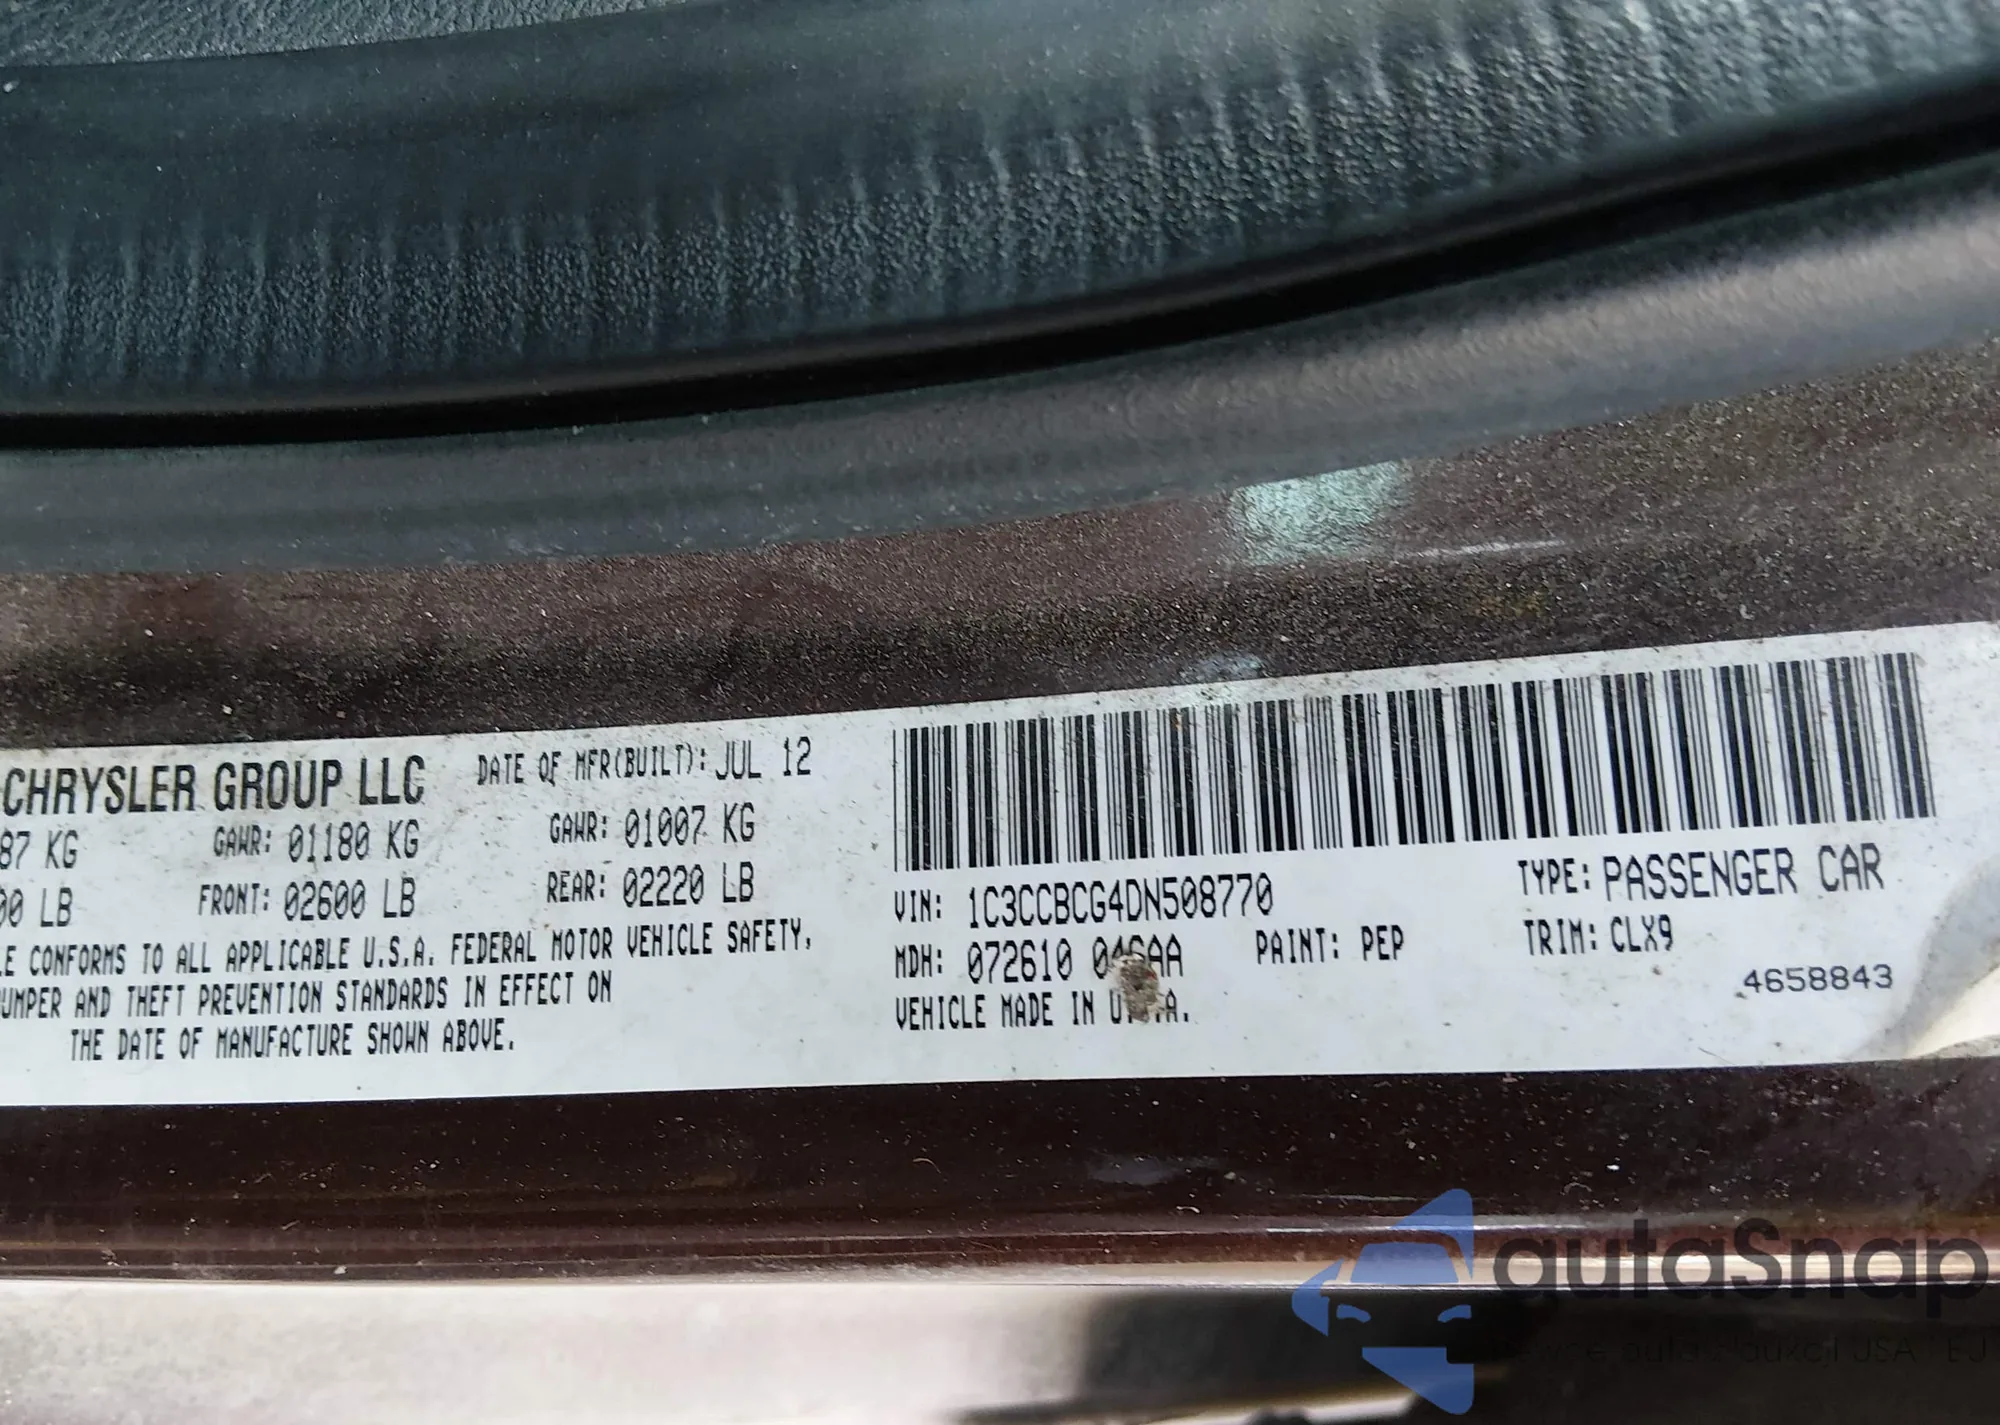 CHRYSLER GROUP LLC DATE OF MFR(BUILT): JUL 12
87 KG GAWR: 01180 KG GAWR: 01007 KG
00 LB FRONT: 02600 LB REAR: 02220 LB
LE CONFORMS TO ALL APPLICABLE U.S.A. FEDERAL MOTOR VEHICLE SAFETY,
UMPER AND THEFT PREVENTION STANDARDS IN EFFECT ON
THE DATE OF MANUFACTURE SHOWN ABOVE.
VIN: 1C3CCBCG4DN508770 TYPE: PASSENGER CAR
MDH: 072610 046AA PAINT: PEP TRIM: CLX9
VEHICLE MADE IN U.S.A. 4658843
autaSnap